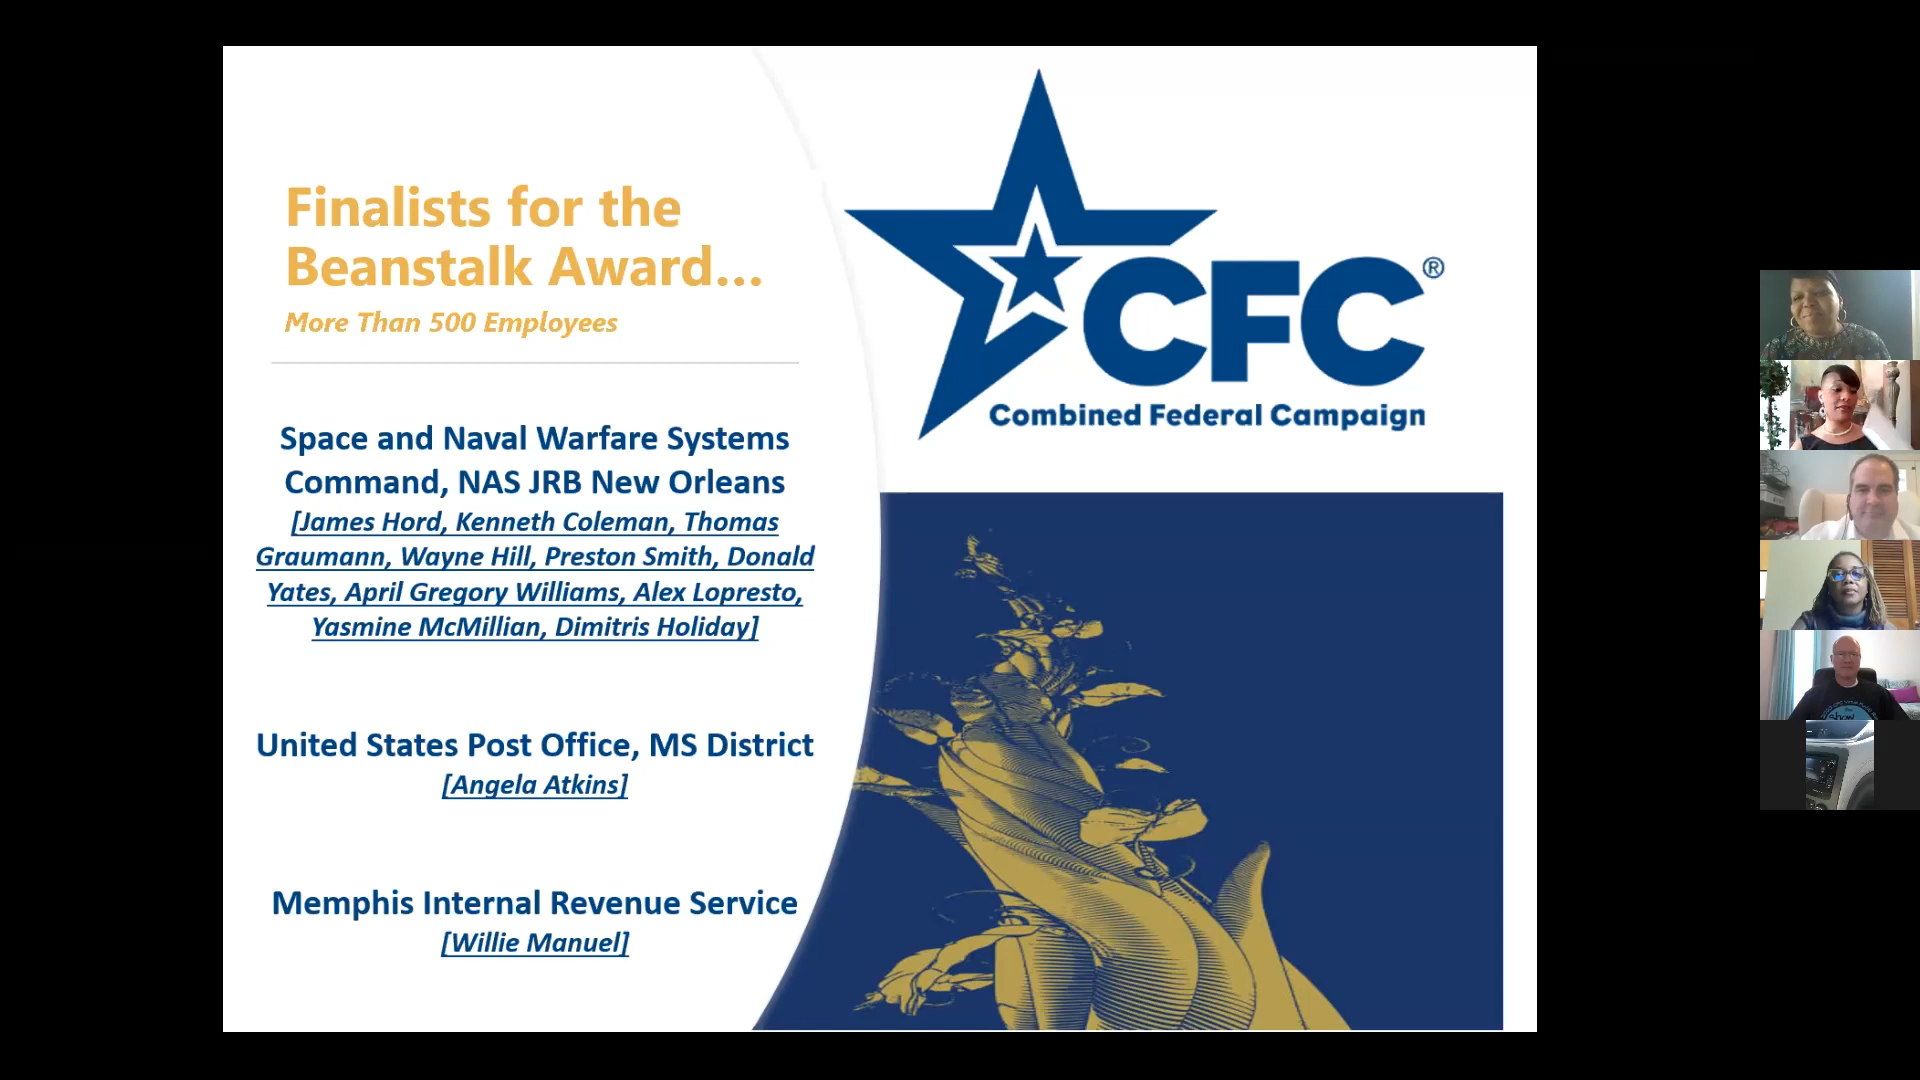 Finalists for the
Beanstalk Award...
More Than 500 Employees
Space and Naval Warfare Systems
Command, NAS JRB New Orleans
[James Hord, Kenneth Coleman, Thomas
Graumann, Wayne Hill, Preston Smith, Donald
Yates, April Gregory Williams, Alex Lopresto,
Yasmine McMillian, Dimitris Holiday]
United States Post Office, MS District
[Angela Atkins]
Memphis Internal Revenue Service
[Willie Manuel]
CFC®
Combined Federal Campaign
Show